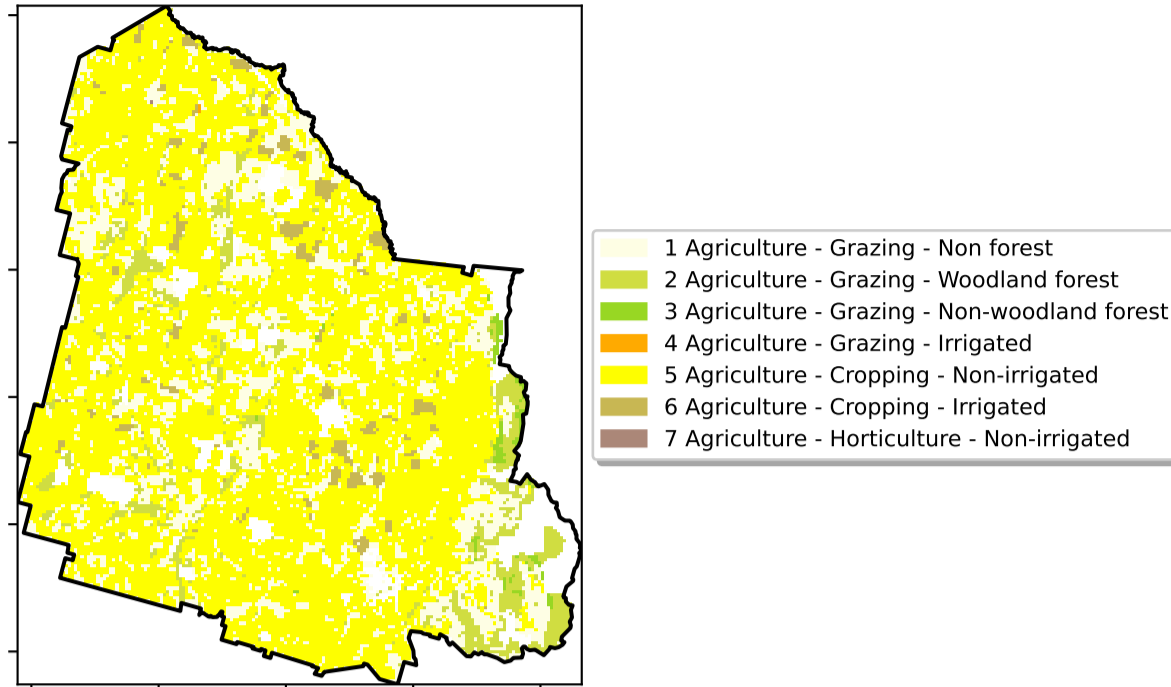 1 Agriculture - Grazing - Non forest
2 Agriculture - Grazing - Woodland forest
3 Agriculture - Grazing - Non-woodland forest
4 Agriculture - Grazing - Irrigated
5 Agriculture - Cropping - Non-irrigated
6 Agriculture - Cropping - Irrigated
7 Agriculture - Horticulture - Non-irrigated